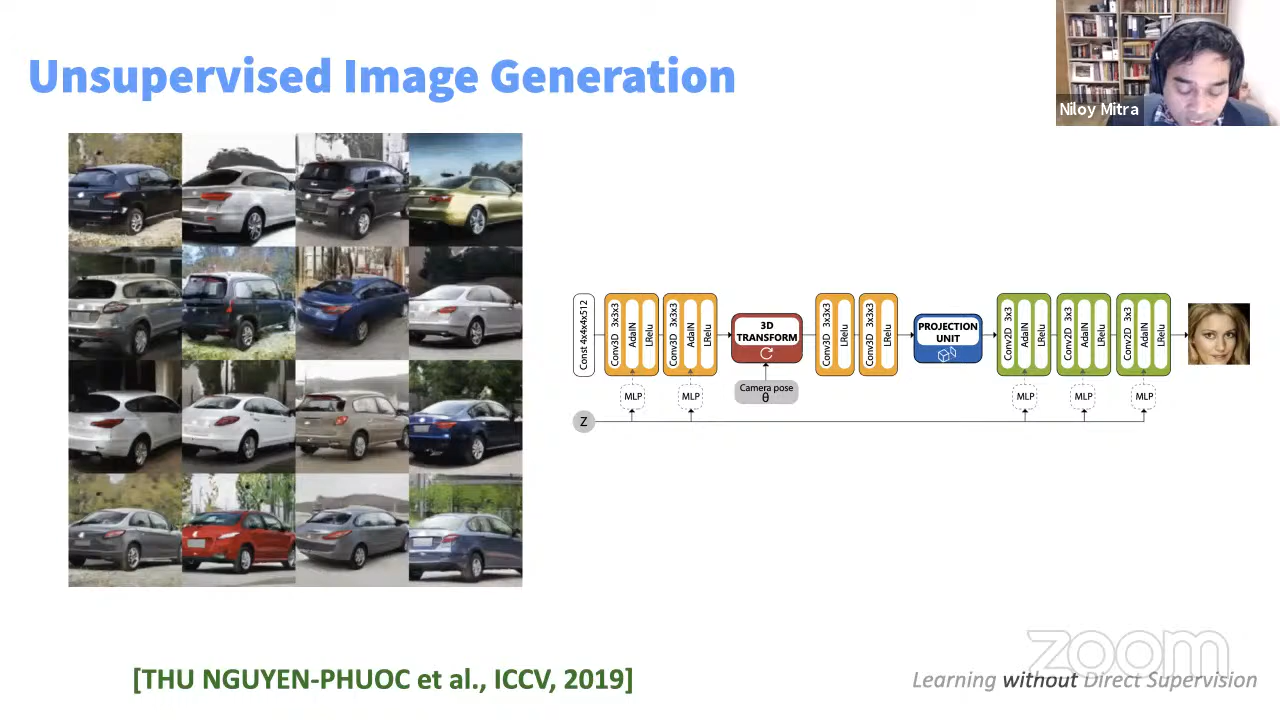 Unsupervised Image Generation
Niloy Mitra
Const 4x4x4x512
Conv3D 3x3x3
AdaIN
LRelu
Conv3D 3x3x3
AdaIN
LRelu
3D
TRANSFORM
Camera pose
θ
Conv3D 3x3x3
LRelu
Conv3D 3x3x3
LRelu
PROJECTION
UNIT
Conv2D 3x3
AdaIN
LRelu
Conv2D 3x3
AdaIN
LRelu
Conv2D 3x3
AdaIN
LRelu
MLP
MLP
MLP
MLP
MLP
Z
[THU NGUYEN-PHUOC et al., ICCV, 2019]
zoom
Learning without Direct Supervision